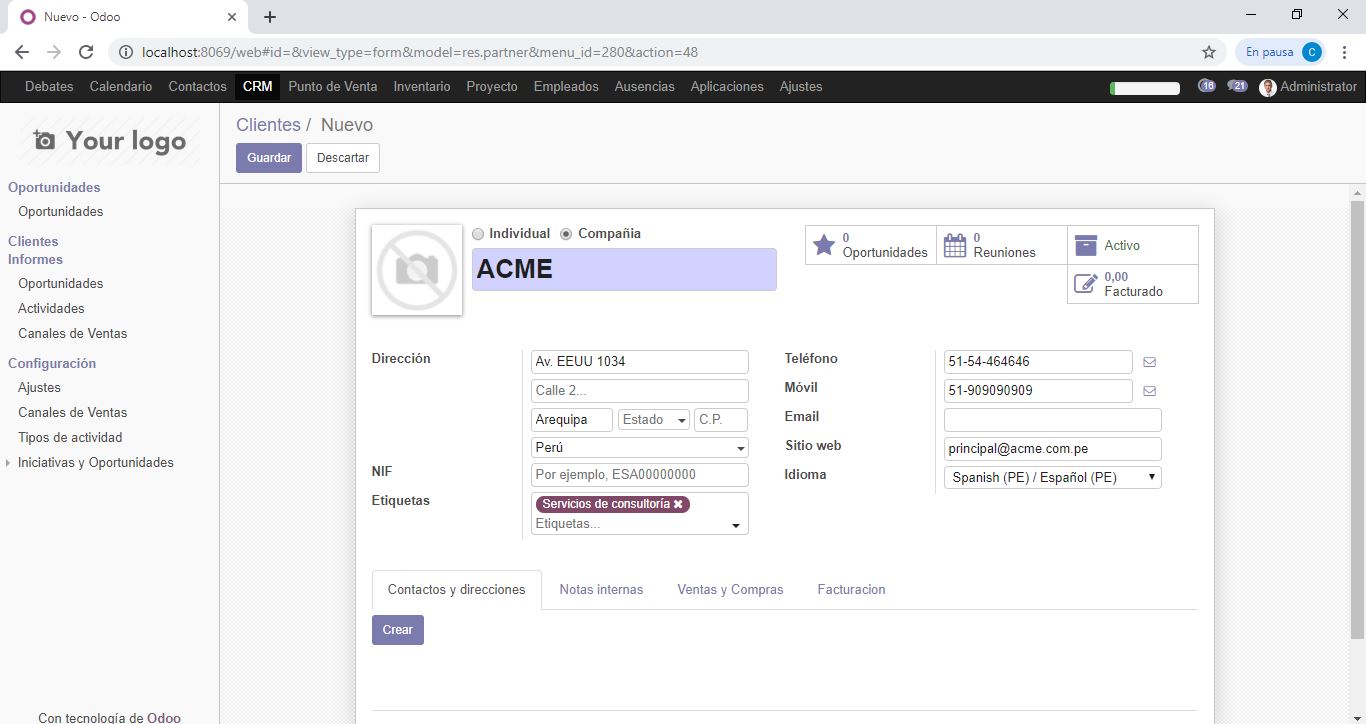 Nuevo - Odoo
localhost:8069/web#id=&view_type=form&model=res.partner&menu_id=280&action=48
En pausa C
Debates Calendario Contactos CRM Punto de Venta Inventario Proyecto Empleados Ausencias Aplicaciones Ajustes 16 21 Administrator
Your logo
Oportunidades
Oportunidades
Clientes
Informes
Oportunidades
Actividades
Canales de Ventas
Configuración
Ajustes
Canales de Ventas
Tipos de actividad
Iniciativas y Oportunidades
Con tecnología de Odoo
Clientes / Nuevo
Guardar Descartar
Individual Compañia
ACME
0 Oportunidades
0 Reuniones
Activo
0,00 Facturado
Dirección
Av. EEUU 1034
Calle 2...
Arequipa Estado C.P.
Perú
NIF Por ejemplo, ESA00000000
Etiquetas Servicios de consultoría
Etiquetas...
Teléfono 51-54-464646
Móvil 51-909090909
Email
Sitio web principal@acme.com.pe
Idioma Spanish (PE) / Español (PE)
Contactos y direcciones Notas internas Ventas y Compras Facturacion
Crear